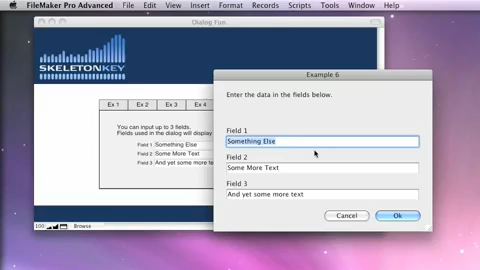 FileMaker Pro Advanced File Edit View Insert Format Records Scripts Tools Window Help
Dialog Fun
SKELETONKEY
Ex 1 Ex 2 Ex 3 Ex 4
You can input up to 3 fields.
Fields used in the dialog will display
Field 1 Something Else
Field 2 Some More Text
Field 3 And yet some more te
100 Browse
Example 6
Enter the data in the fields below.
Field 1
Something Else
Field 2
Some More Text
Field 3
And yet some more text
Cancel Ok